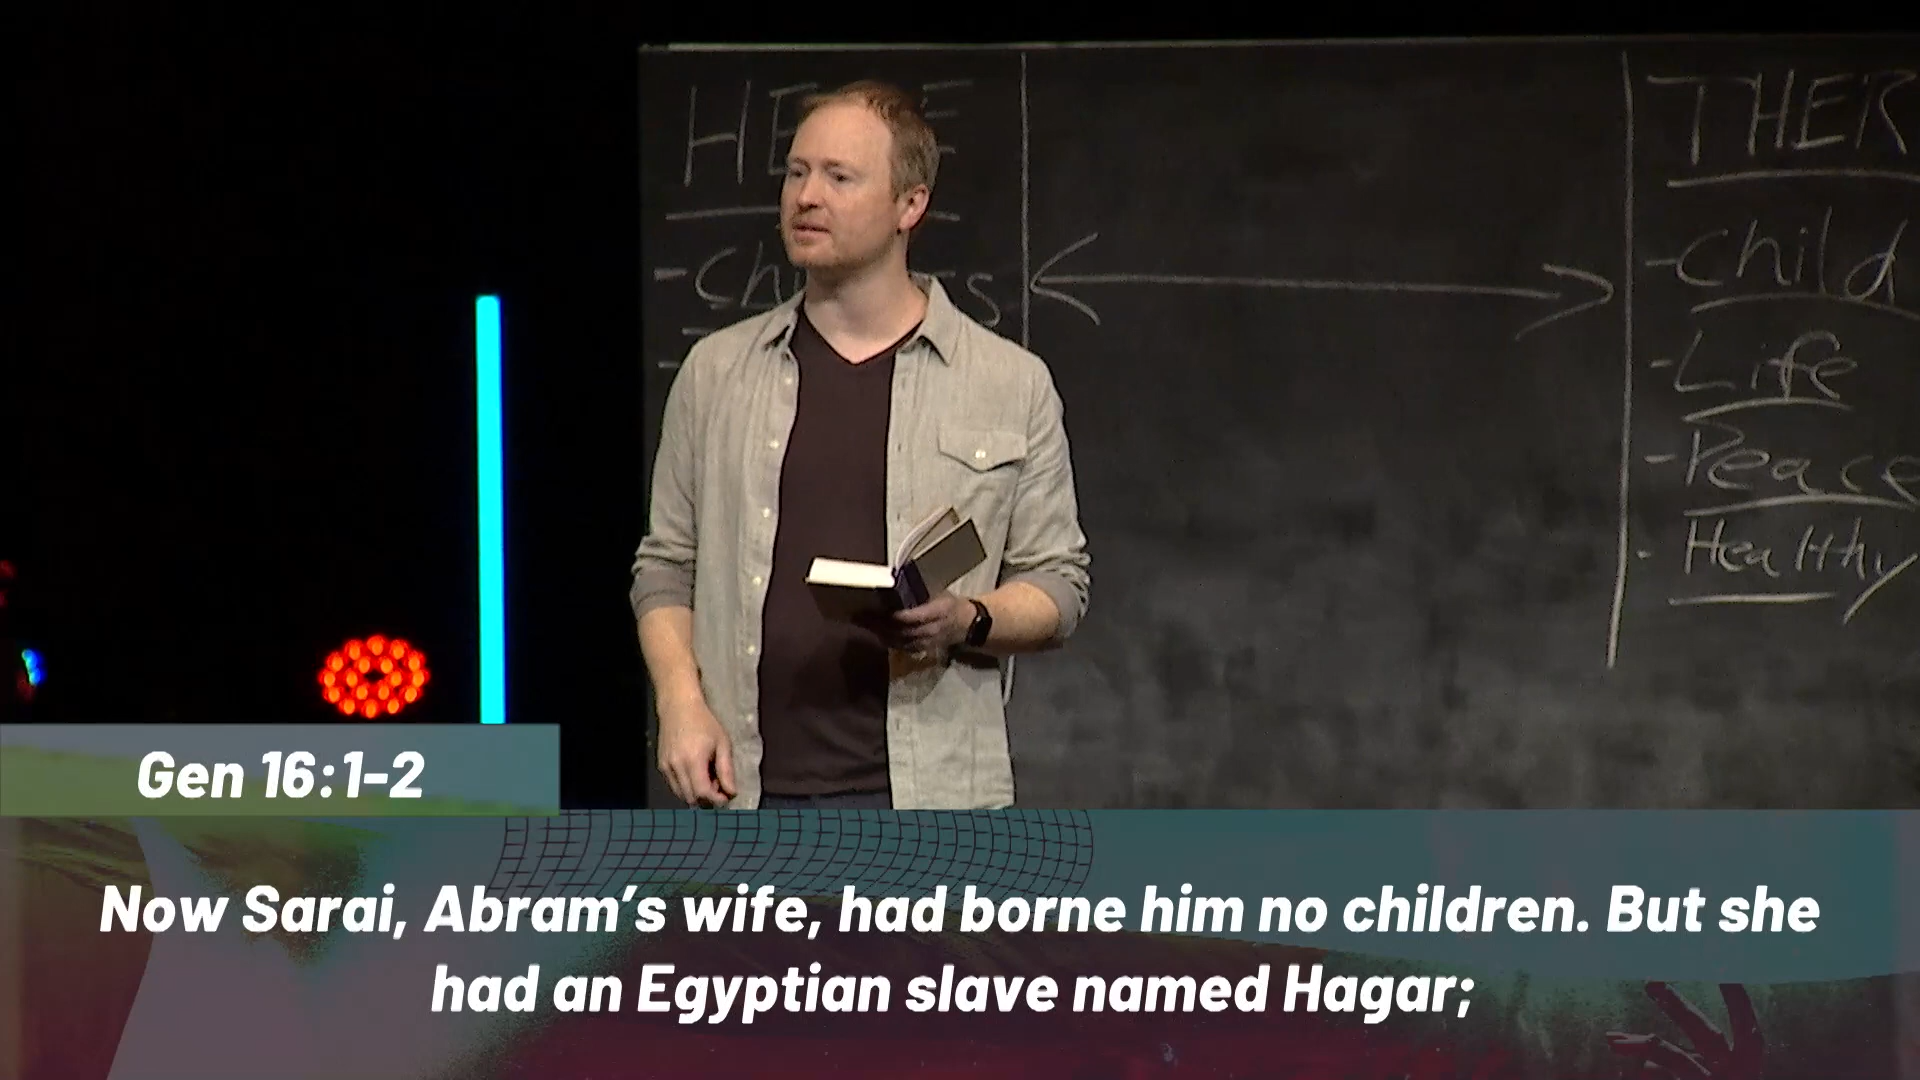 THER
-child
-Life
-Peace
- Healthy
Gen 16:1-2
Now Sarai, Abram’s wife, had borne him no children. But she
had an Egyptian slave named Hagar;